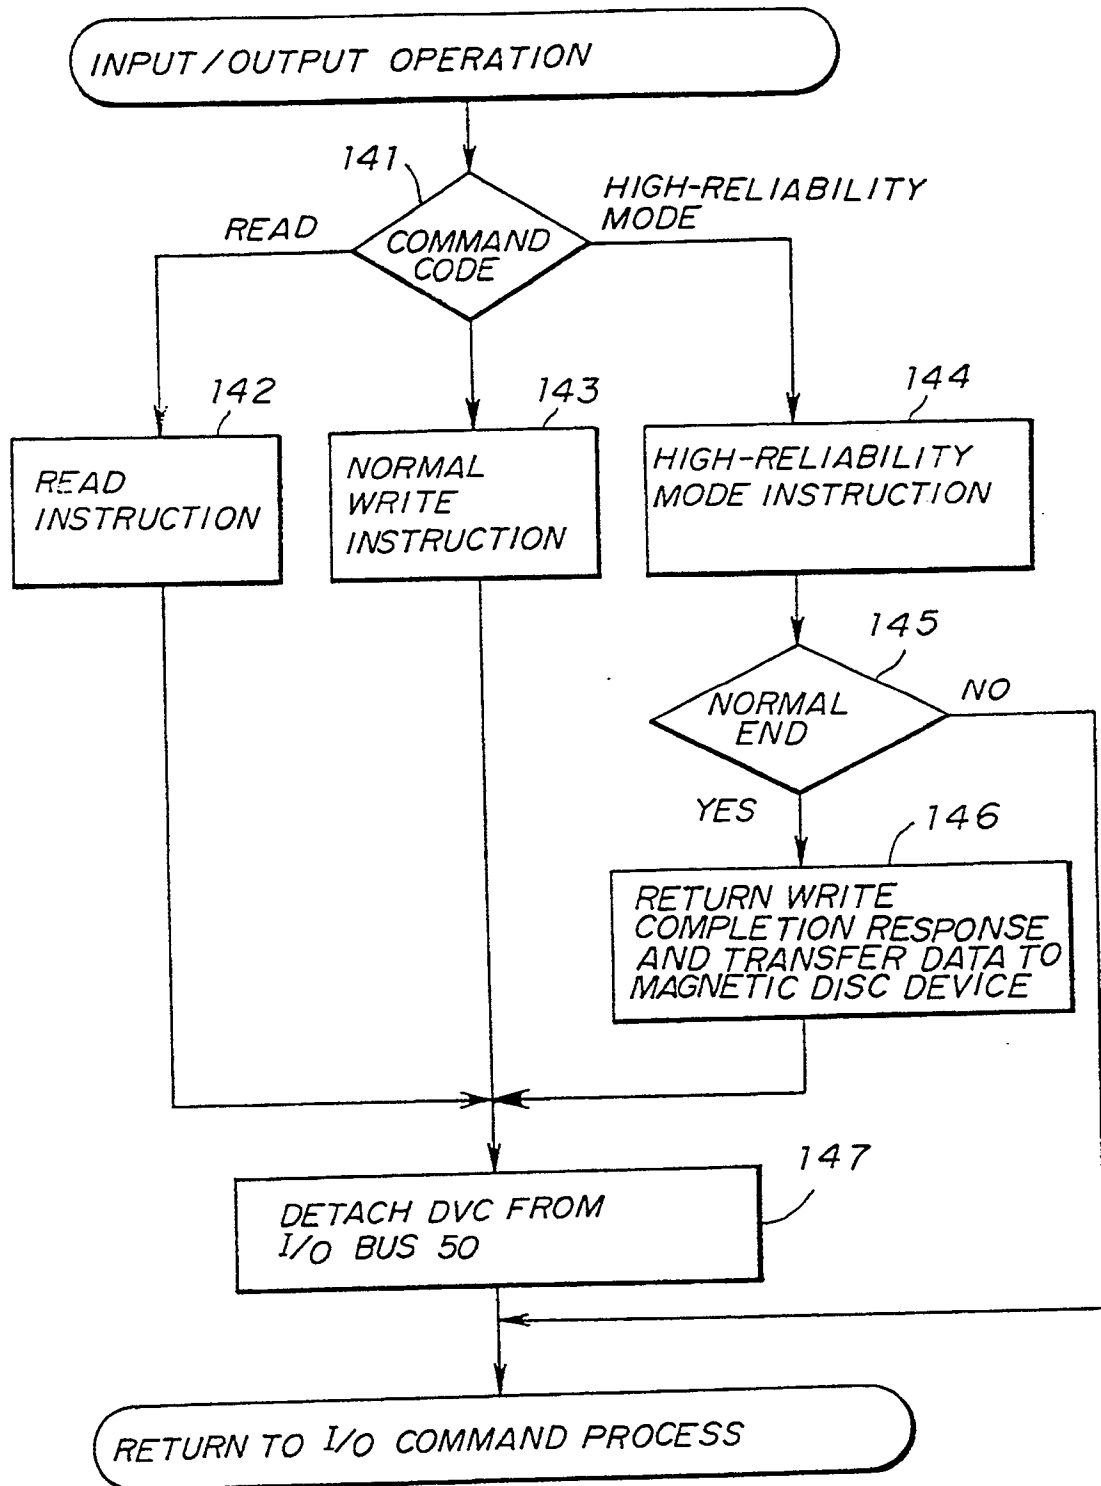 INPUT/OUTPUT OPERATION
141
HIGH-RELIABILITY
MODE
READ
COMMAND
CODE
142
143
144
READ
INSTRUCTION
NORMAL
WRITE
INSTRUCTION
HIGH-RELIABILITY
MODE INSTRUCTION
145
NORMAL
END
NO
YES
146
RETURN WRITE
COMPLETION RESPONSE
AND TRANSFER DATA TO
MAGNETIC DISC DEVICE
147
DETACH DVC FROM
I/O BUS 50
RETURN TO I/O COMMAND PROCESS